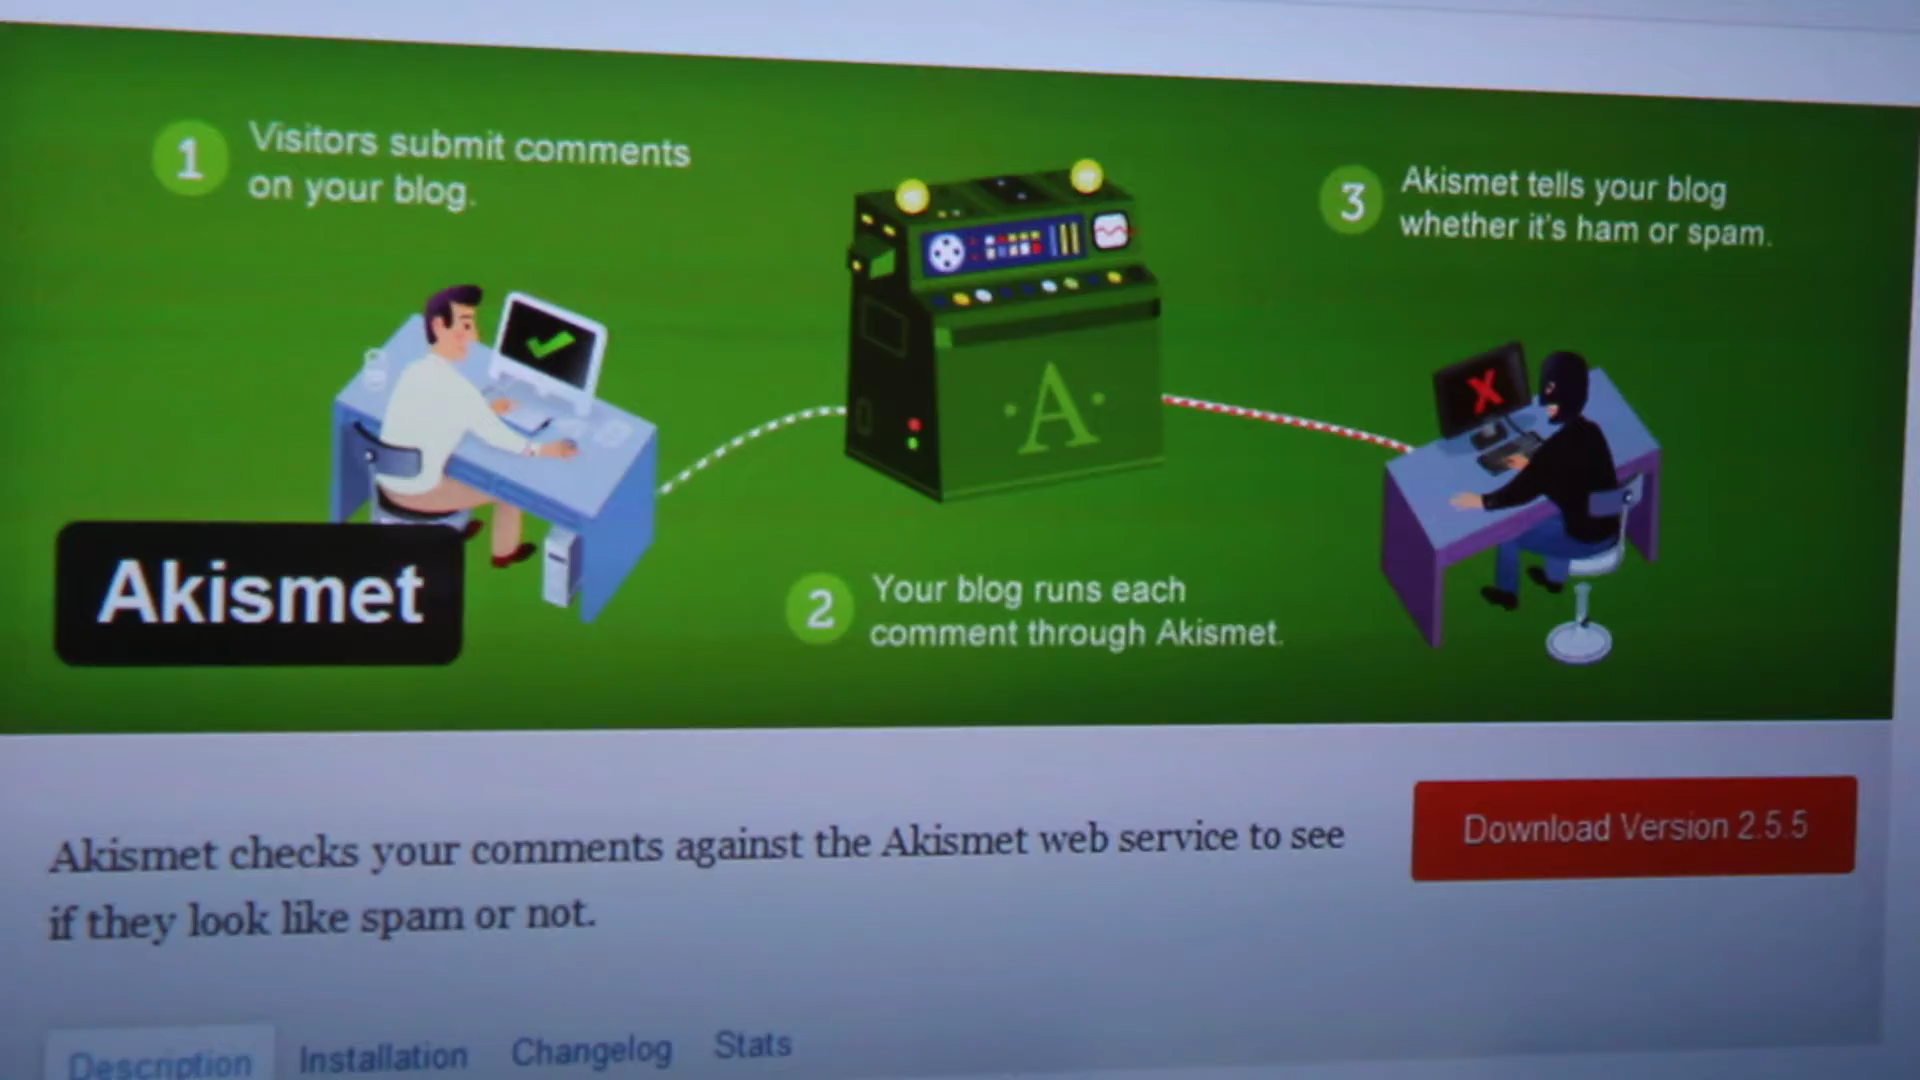 1
Visitors submit comments
on your blog.
3
Akismet tells your blog
whether it's ham or spam.
X
·A·
Akismet
2
Your blog runs each
comment through Akismet.
Akismet checks your comments against the Akismet web service to see
if they look like spam or not.
Download Version 2.5.5
Description
Installation
Changelog
Stats